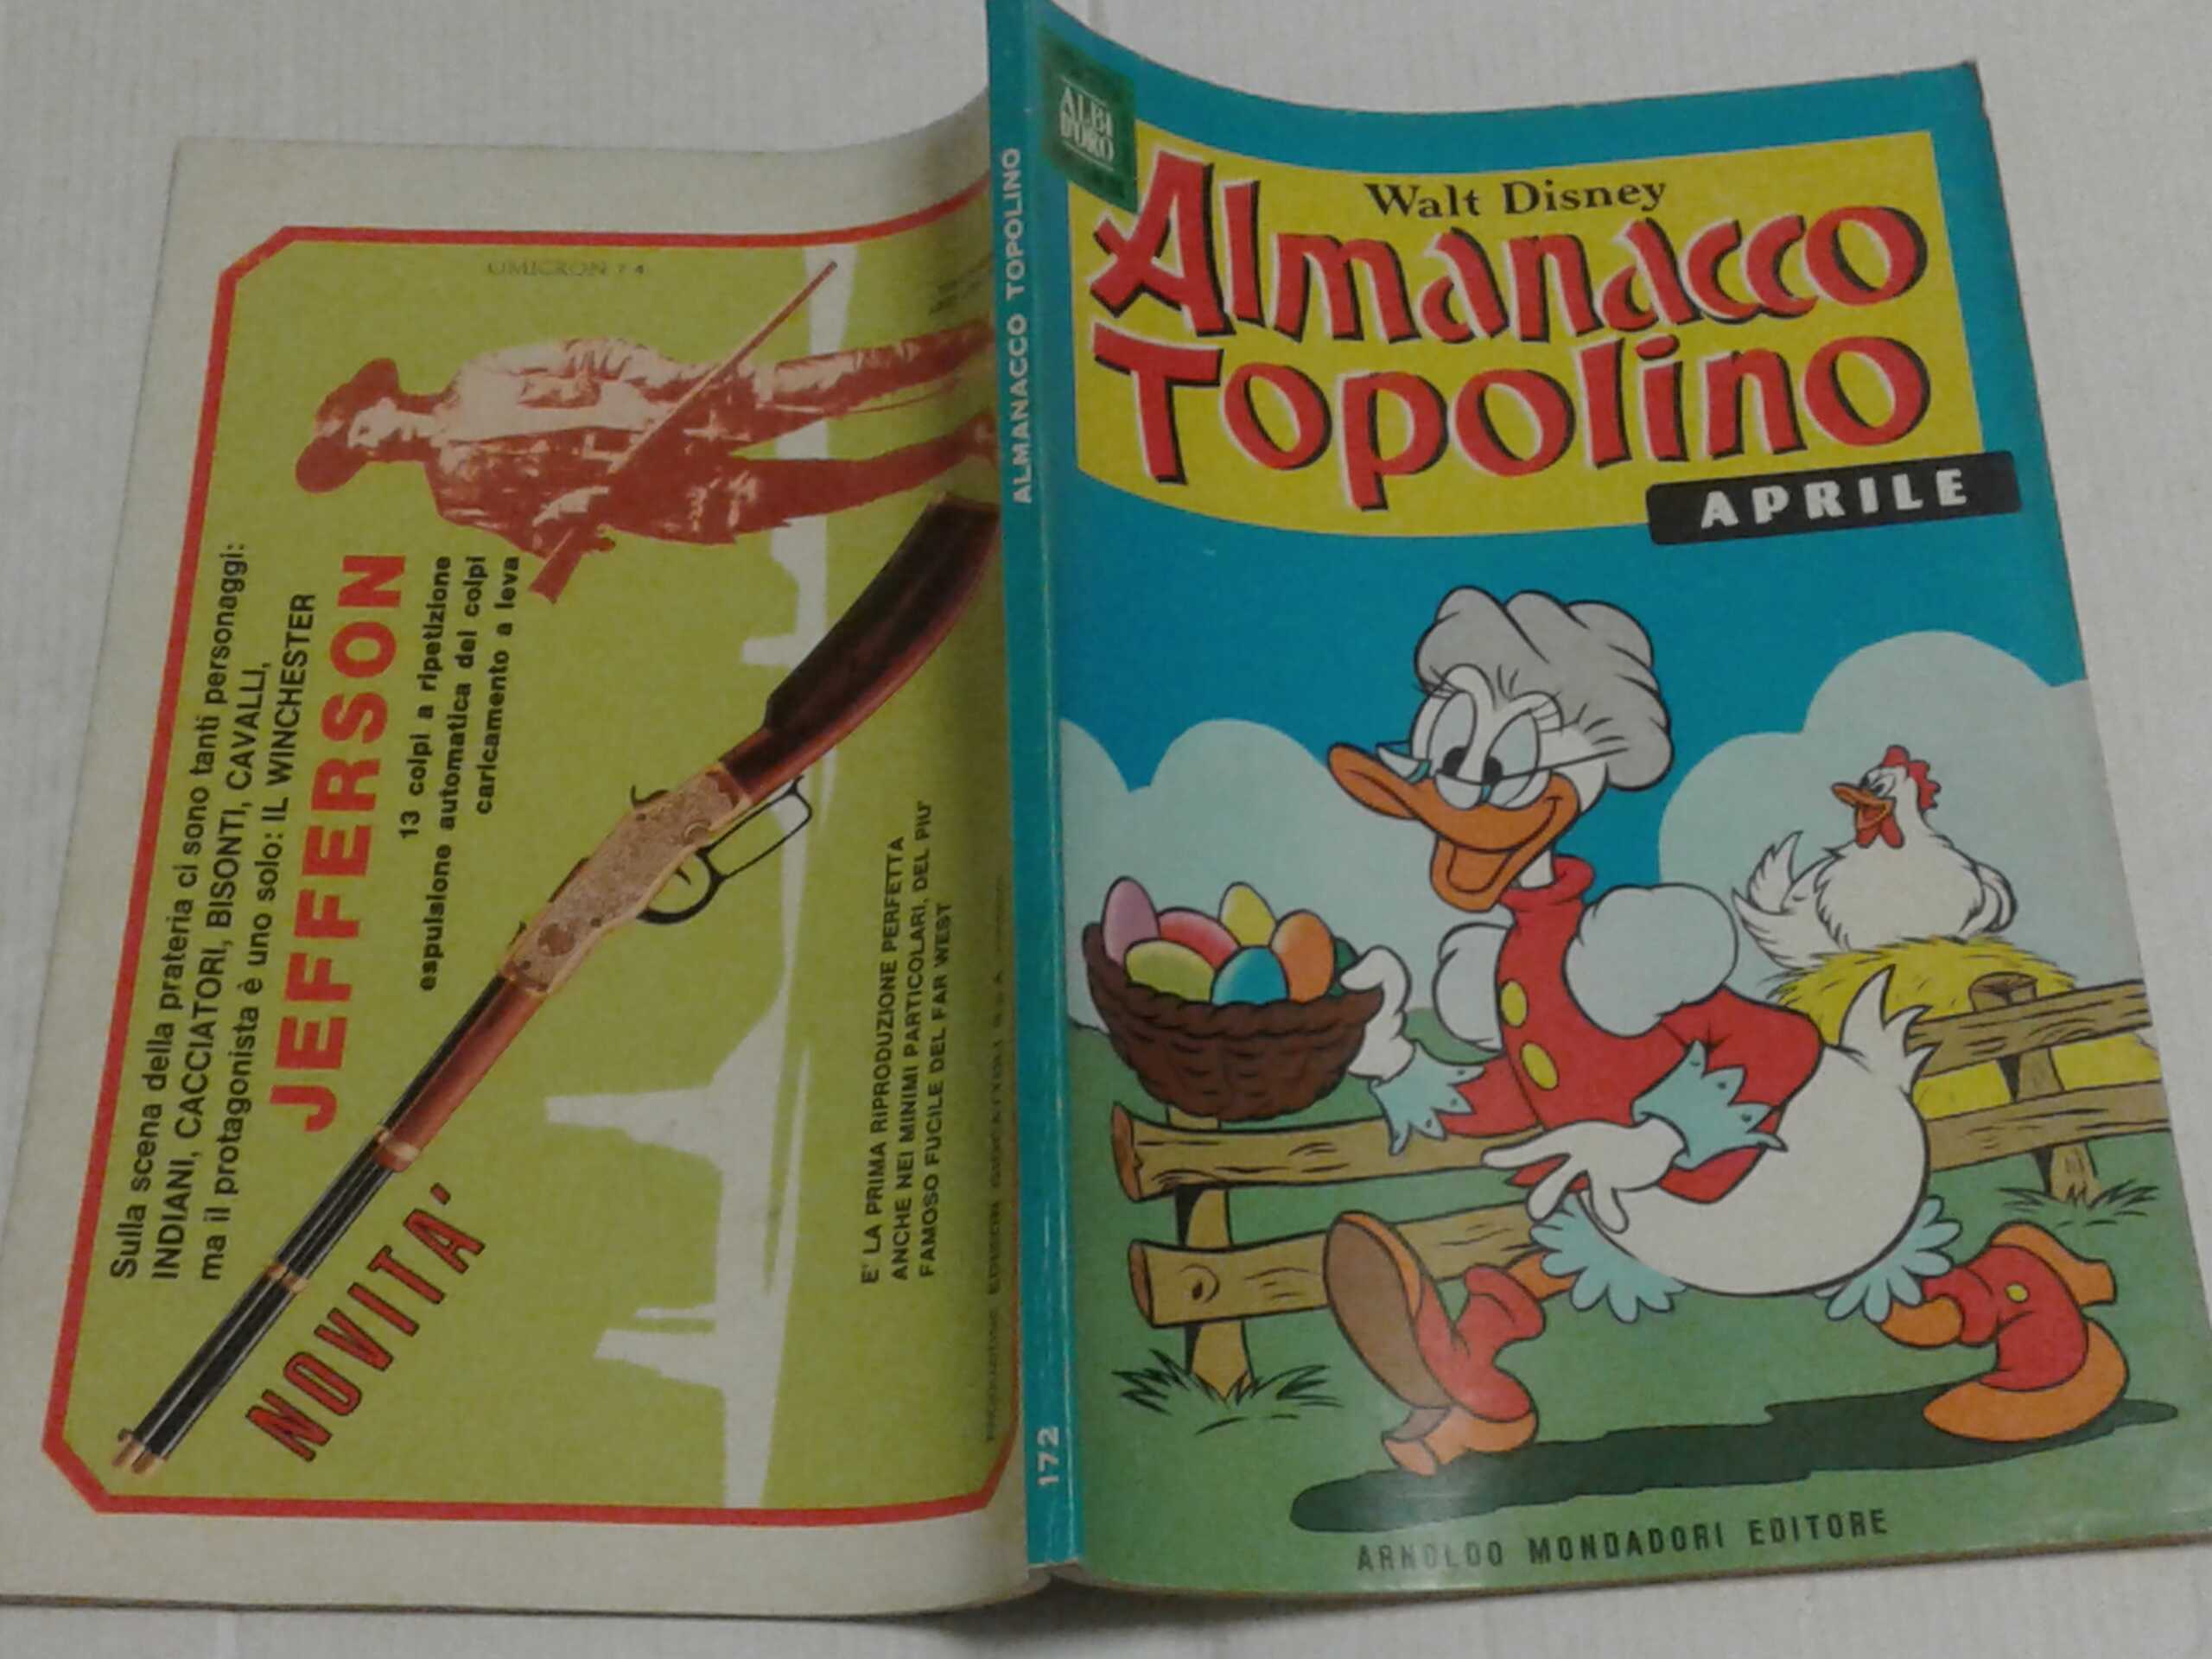 OMICRON 74
Sulla scena della prateria ci sono tanti personaggi:
INDIANI, CACCIATORI, BISONTI, CAVALLI,
ma il protagonista è uno solo: IL WINCHESTER
JEFFERSON
13 colpi a ripetizione
espulsione automatica dei colpi
caricamento a leva
NOVITA'
E' LA PRIMA RIPRODUZIONE PERFETTA
ANCHE NEI MINIMI PARTICOLARI, DEL PIU'
FAMOSO FUCILE DEL FAR WEST
ALMANACCO TOPOLINO
172
ALBI
D'ORO
Walt Disney
Almanacco
Topolino
APRILE
ARNOLDO MONDADORI EDITORE